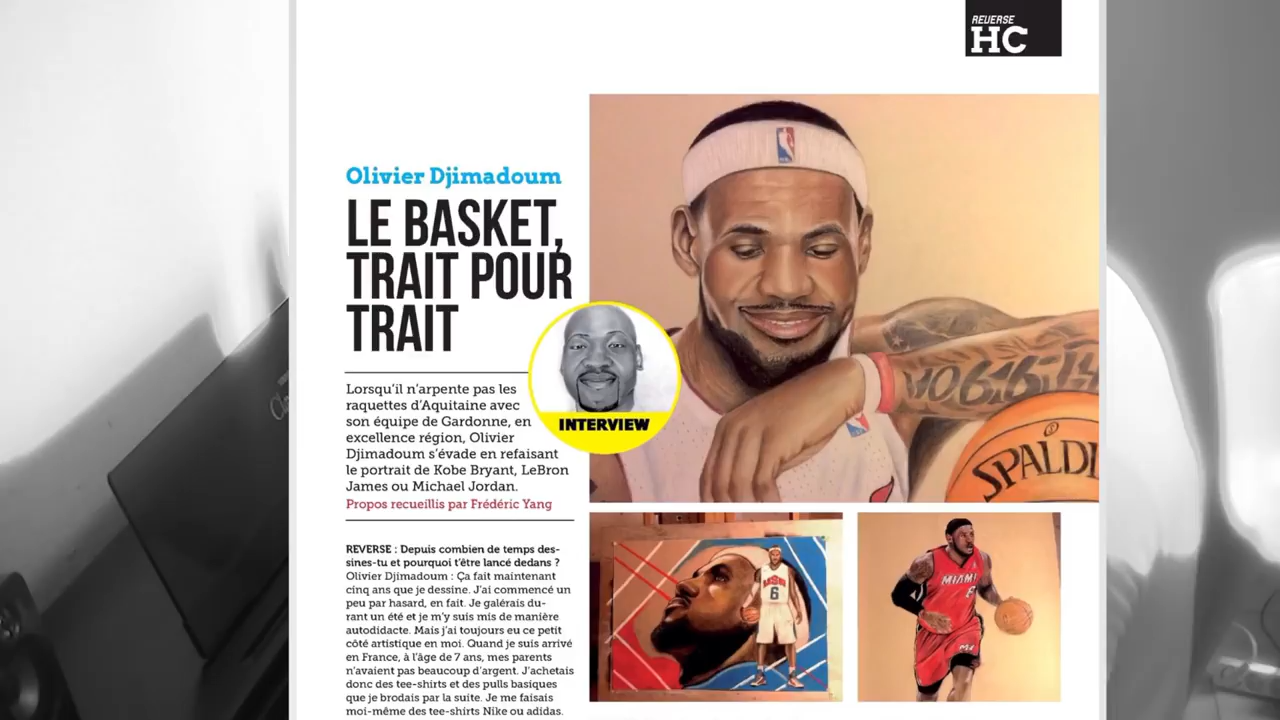 REVERSE
HC
Olivier Djimadoum
LE BASKET,
TRAIT POUR
TRAIT
Lorsqu'il n'arpente pas les
raquettes d'Aquitaine avec
son équipe de Gardonne, en
excellence région, Olivier
Djimadoum s'évade en refaisant
le portrait de Kobe Bryant, LeBron
James ou Michael Jordan.
Propos recueillis par Frédéric Yang
INTERVIEW
REVERSE : Depuis combien de temps des-
sines-tu et pourquoi t'être lancé dedans ?
Olivier Djimadoum : Ça fait maintenant
cinq ans que je dessine. J'ai commencé un
peu par hasard, en fait. Je galérais du-
rant un été et je m'y suis mis de manière
autodidacte. Mais j'ai toujours eu ce petit
côté artistique en moi. Quand je suis arrivé
en France, à l'âge de 7 ans, mes parents
n'avaient pas beaucoup d'argent. J'achetais
donc des tee-shirts et des pulls basiques
que je brodais par la suite. Je me faisais
moi-même des tee-shirts Nike ou adidas.
SPALDI
6
MIAMI
6